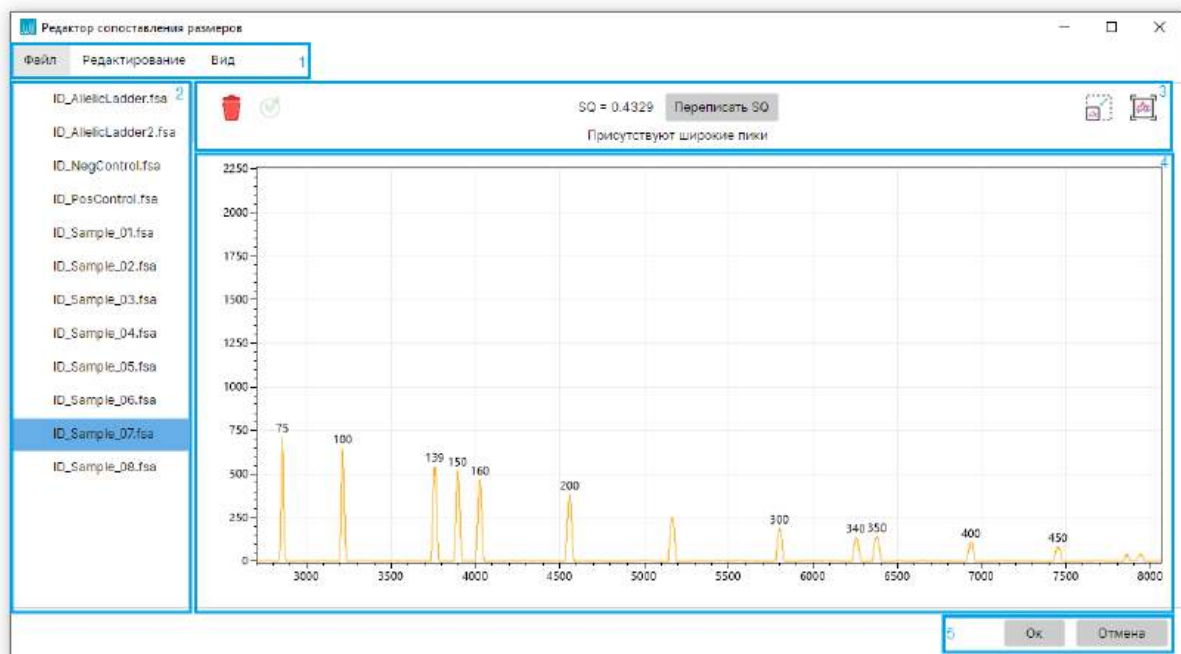 Редактор сопоставления размеров
Файл Редактирование Вид 1
2
ID_AllelicLadder.fsa
ID_AllelicLadder2.fsa
ID_NegControl.fsa
ID_PosControl.fsa
ID_Sample_01.fsa
ID_Sample_02.fsa
ID_Sample_03.fsa
ID_Sample_04.fsa
ID_Sample_05.fsa
ID_Sample_06.fsa
ID_Sample_07.fsa
ID_Sample_08.fsa
3
SQ = 0.4329 Переписать SQ
Присутствуют широкие пики
4
2250
2000
1750
1500
1250
1000
750
500
250
0
75 100 139 150 160 200 300 340 350 400 450
3000 3500 4000 4500 5000 5500 6000 6500 7000 7500 8000
5 Ок Отмена